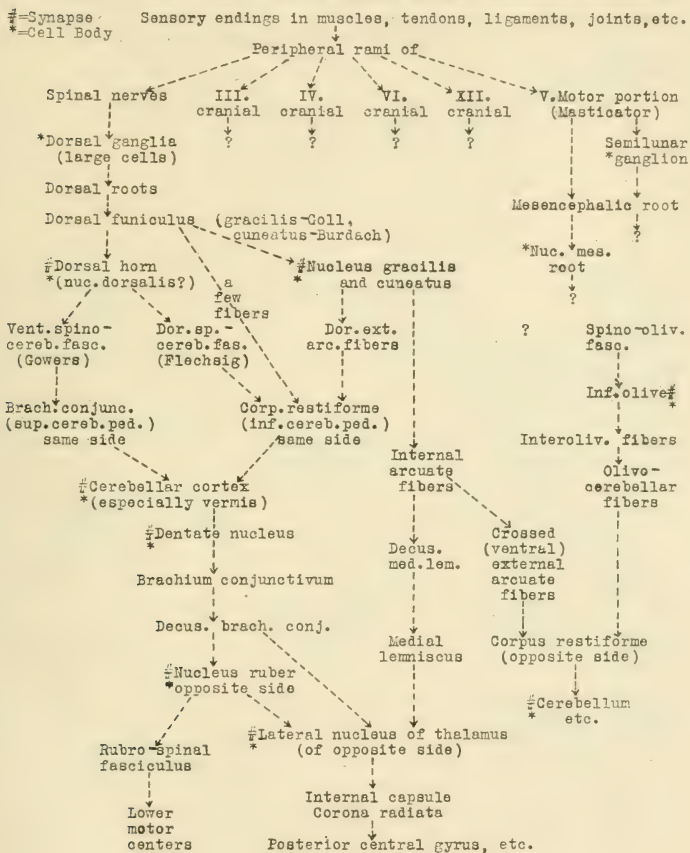 #=Synapse
*=Cell Body
Sensory endings in muscles, tendons, ligaments, joints,etc.
Peripheral rami of
Spinal nerves
III.
cranial
IV.
cranial
VI.
cranial
XII.
cranial
V.Motor portion
(Masticator)
*Dorsal ganglia
(large cells)
?
?
?
?
Semilunar
*ganglion
Dorsal roots
Mesencephalic root
?
Dorsal funiculus (gracilis-Goll,
cuneatus-Burdach)
#Dorsal horn
*(nuc.dorsalis?)
a
few
fibers
#Nucleus gracilis
* and cuneatus
*Nuc. mes.
root
?
Vent.spino-
cereb.fasc.
(Gowers)
Dor.sp.-
cereb.fas.
(Flechsig)
Dor.ext.
arc.fibers
?
Spino-oliv.
fasc.
Inf.olive#
*
Brach.conjunc.
(sup.cereb.ped.)
same side
Corp.restiforme
(inf.cereb.ped.)
same side
Interoliv. fibers
Internal
arcuate
fibers
Olivo-
cerebellar
fibers
#Cerebellar cortex
*(especially vermis)
#Dentate nucleus
*
Decus.
med.lem.
Crossed
(ventral)
external
arcuate
fibers
Brachium conjunctivum
Decus. brach. conj.
Medial
lemniscus
Corpus restiforme
(opposite side)
#Nucleus ruber
*opposite side
#Cerebellum
* etc.
Rubro-spinal
fasciculus
#Lateral nucleus of thalamus
* (of opposite side)
Lower
motor
centers
Internal capsule
Corona radiata
Posterior central gyrus, etc.